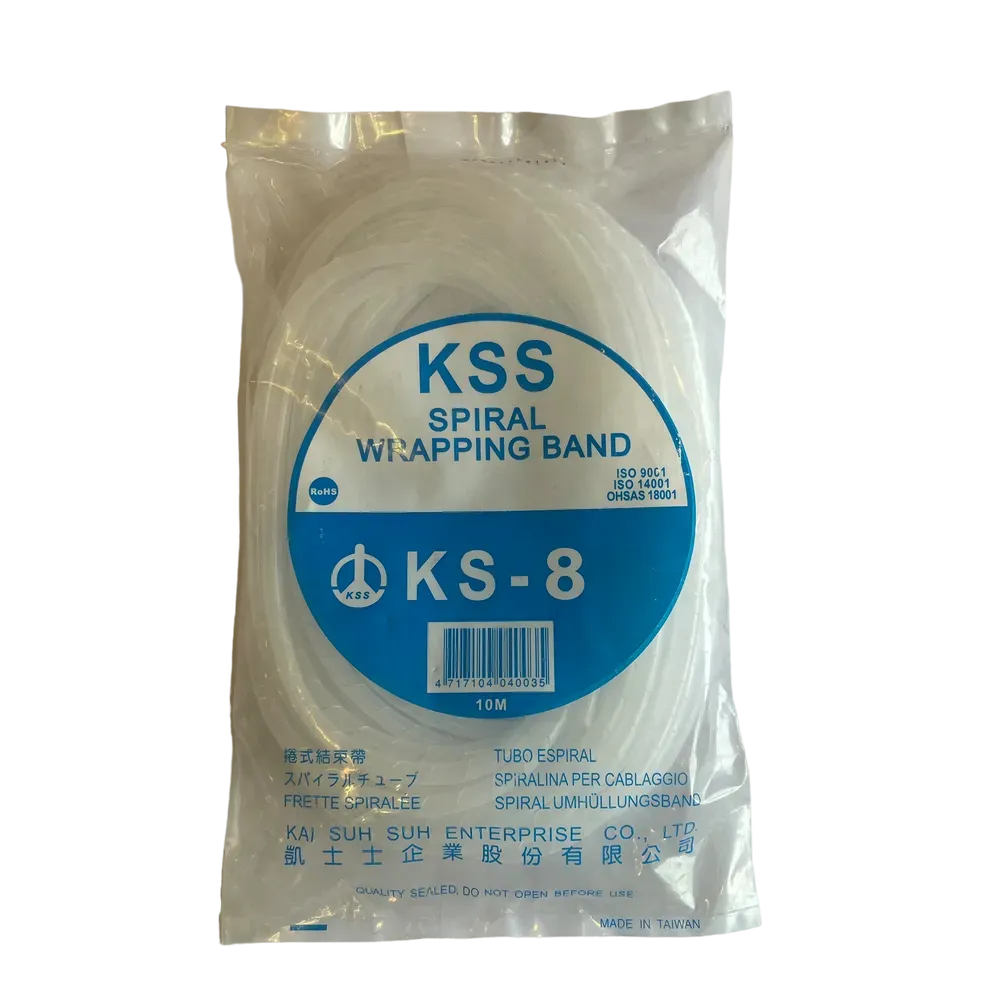 KSS
SPIRAL
WRAPPING BAND
ISO 9001
ISO 14001
OHSAS 18001
RoHS
KSS
KS-8
4 717104 040035
10M
捲式結束帶
スパイラルチューブ
FRETTE SPIRALÉE
TUBO ESPIRAL
SPIRALINA PER CABLAGGIO
SPIRAL UMHÜLLUNGSBAND
KAI SUH SUH ENTERPRISE CO., LTD.
凱士士企業股份有限公司
QUALITY SEALED, DO NOT OPEN BEFORE USE
MADE IN TAIWAN